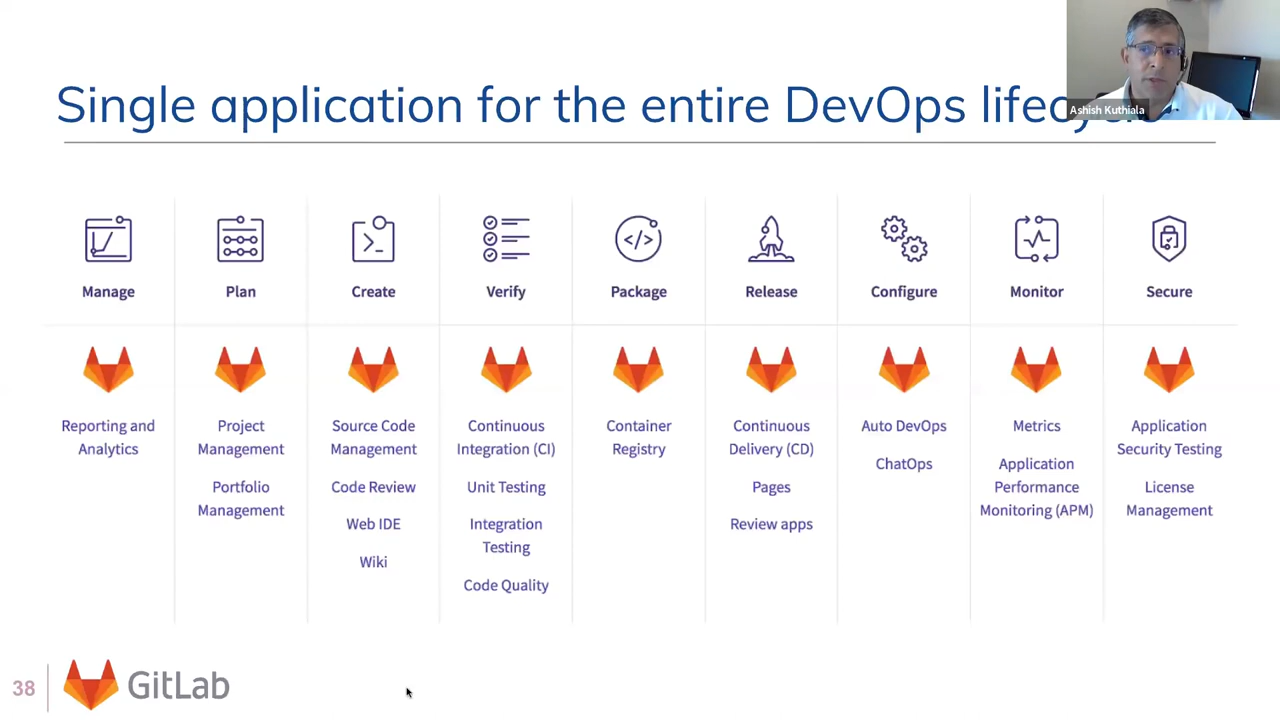 Single application for the entire DevOps lifecycle
Ashish Kuthiala
Manage
Plan
Create
Verify
Package
Release
Configure
Monitor
Secure
Reporting and
Analytics
Project
Management
Portfolio
Management
Source Code
Management
Code Review
Web IDE
Wiki
Continuous
Integration (CI)
Unit Testing
Integration
Testing
Code Quality
Container
Registry
Continuous
Delivery (CD)
Pages
Review apps
Auto DevOps
ChatOps
Metrics
Application
Performance
Monitoring (APM)
Application
Security Testing
License
Management
38
GitLab